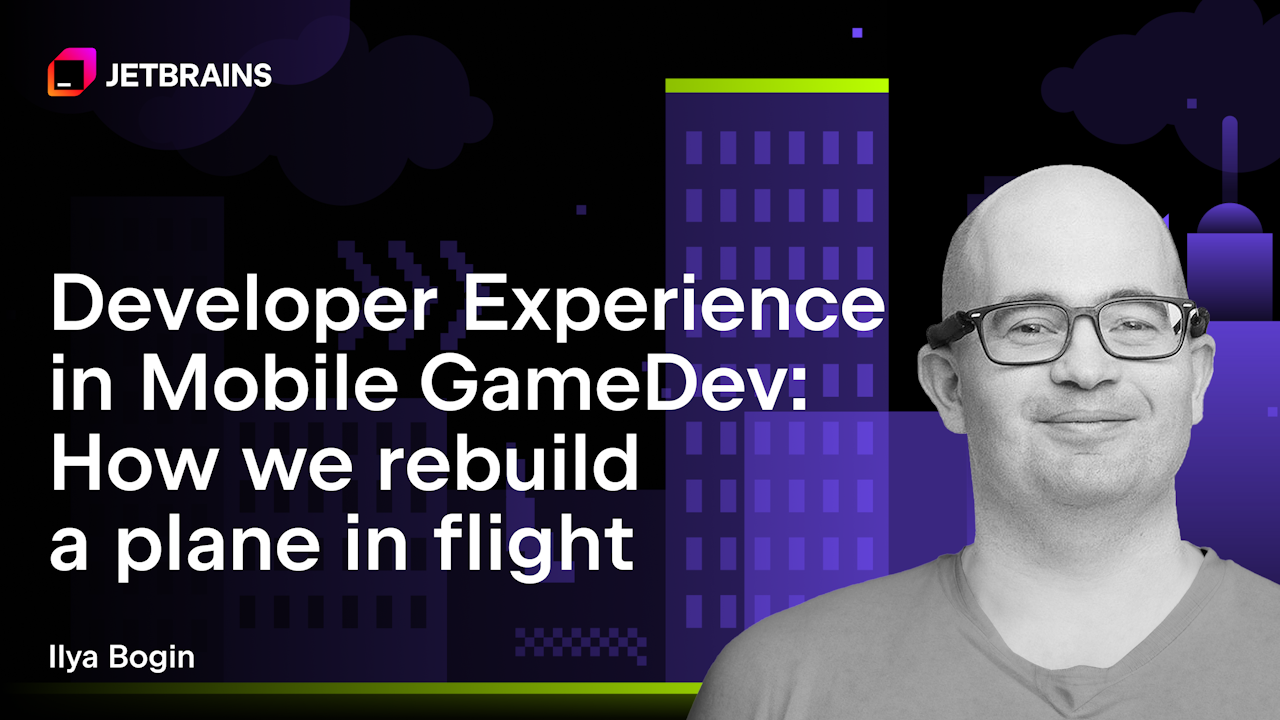 JETBRAINS
Developer Experience
in Mobile GameDev:
How we rebuild
a plane in flight
Ilya Bogin